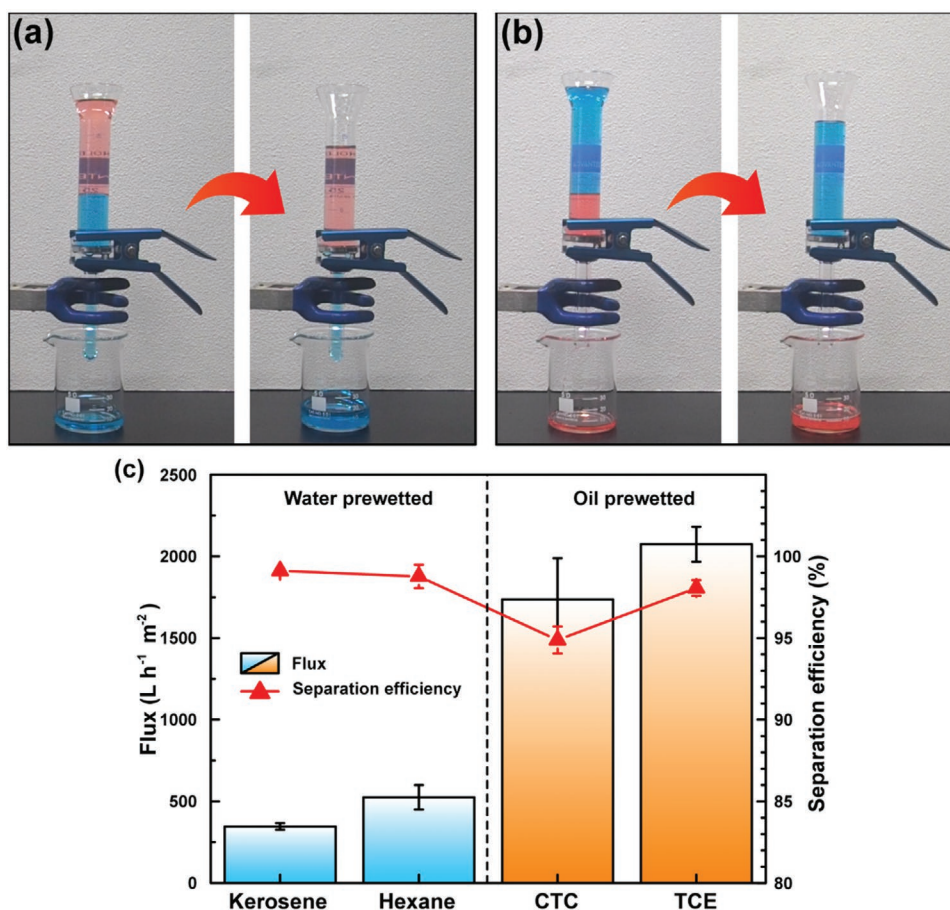 (a)
(b)
(c)
Water prewetted
Oil prewetted
Flux
Separation efficiency
Flux (L h⁻¹ m⁻²)
2500
2000
1500
1000
500
0
Separation efficiency (%)
100
95
90
85
80
Kerosene
Hexane
CTC
TCE